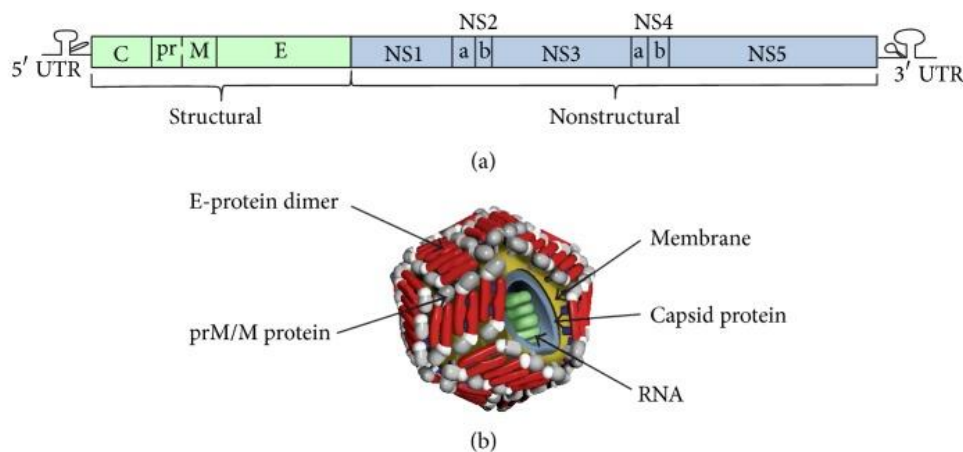 NS2 NS4
C pr M E NS1 a b NS3 a b NS5
5′ UTR 3′ UTR
Structural Nonstructural
(a)
E-protein dimer
Membrane
Capsid protein
prM/M protein
RNA
(b)